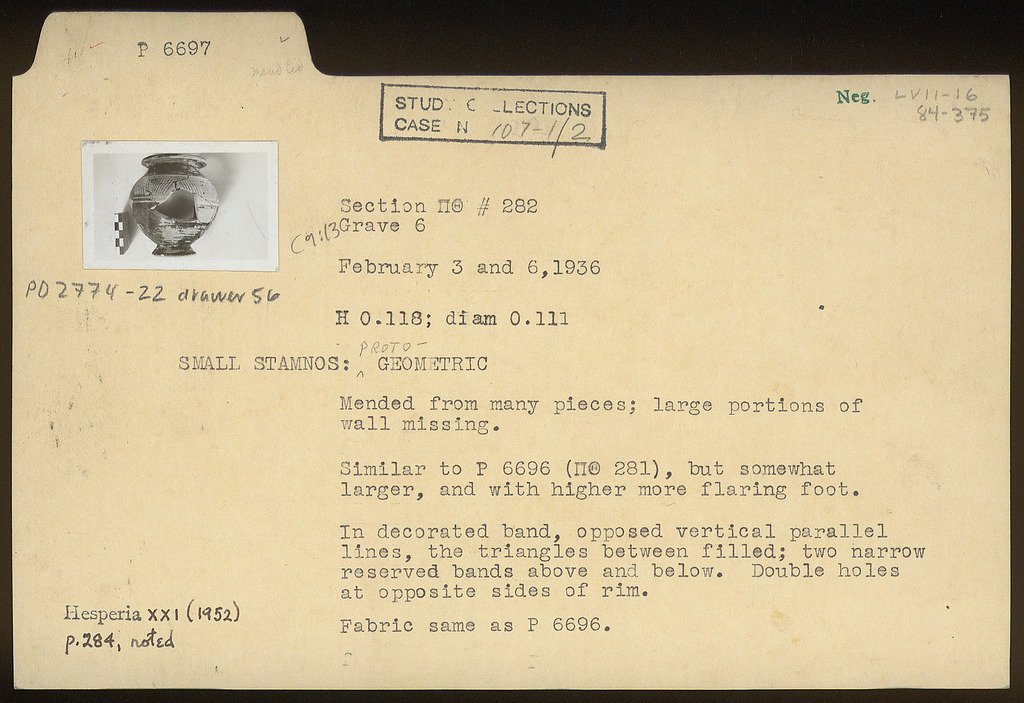 P 6697
Neg. LVII-16
84-375
STUD C LLECTIONS
CASE N 107-1/2
Section ΠΘ # 282
Grave 6
February 3 and 6,1936
PD 2774-22 drawer 56
H 0.118; diam 0.111
PROTO-
SMALL STAMNOS: ^ GEOMETRIC
Mended from many pieces; large portions of
wall missing.
Similar to P 6696 (ΠΘ 281), but somewhat
larger, and with higher more flaring foot.
In decorated band, opposed vertical parallel
lines, the triangles between filled; two narrow
reserved bands above and below. Double holes
at opposite sides of rim.
Fabric same as P 6696.
Hesperia XXI (1952)
p.284, noted